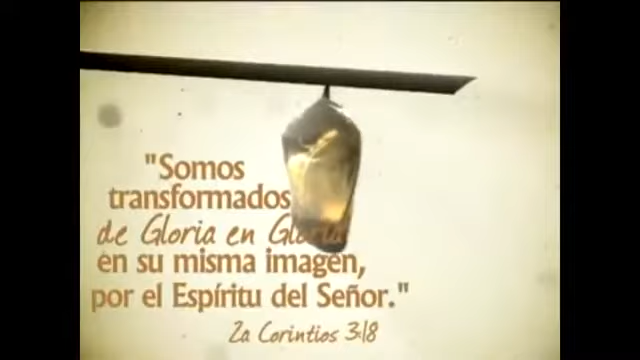 "Somos
transformados
de Gloria en Gloria
en su misma imagen,
por el Espíritu del Señor."
2a Corintios 3:18